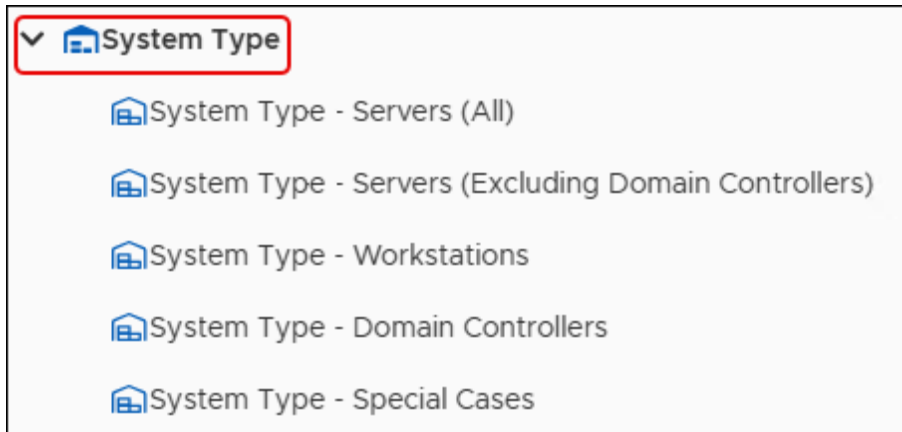 System Type
System Type - Servers (All)
System Type - Servers (Excluding Domain Controllers)
System Type - Workstations
System Type - Domain Controllers
System Type - Special Cases